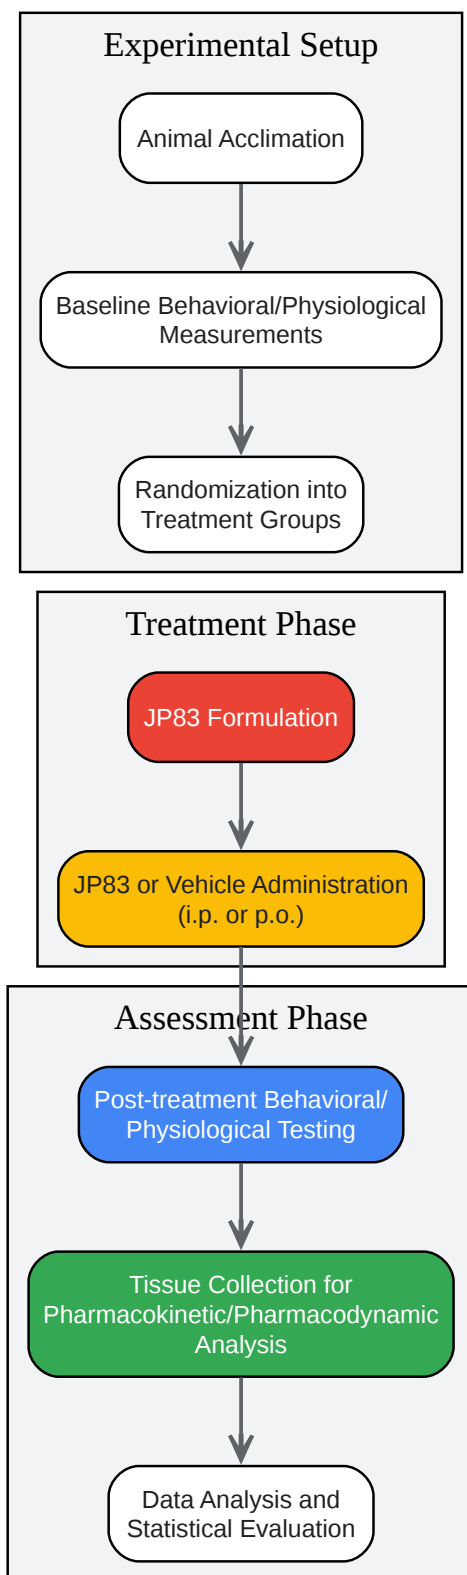 Experimental Setup
Animal Acclimation
Baseline Behavioral/Physiological
Measurements
Randomization into
Treatment Groups
Treatment Phase
JP83 Formulation
JP83 or Vehicle Administration
(i.p. or p.o.)
Assessment Phase
Post-treatment Behavioral/
Physiological Testing
Tissue Collection for
Pharmacokinetic/Pharmacodynamic
Analysis
Data Analysis and
Statistical Evaluation